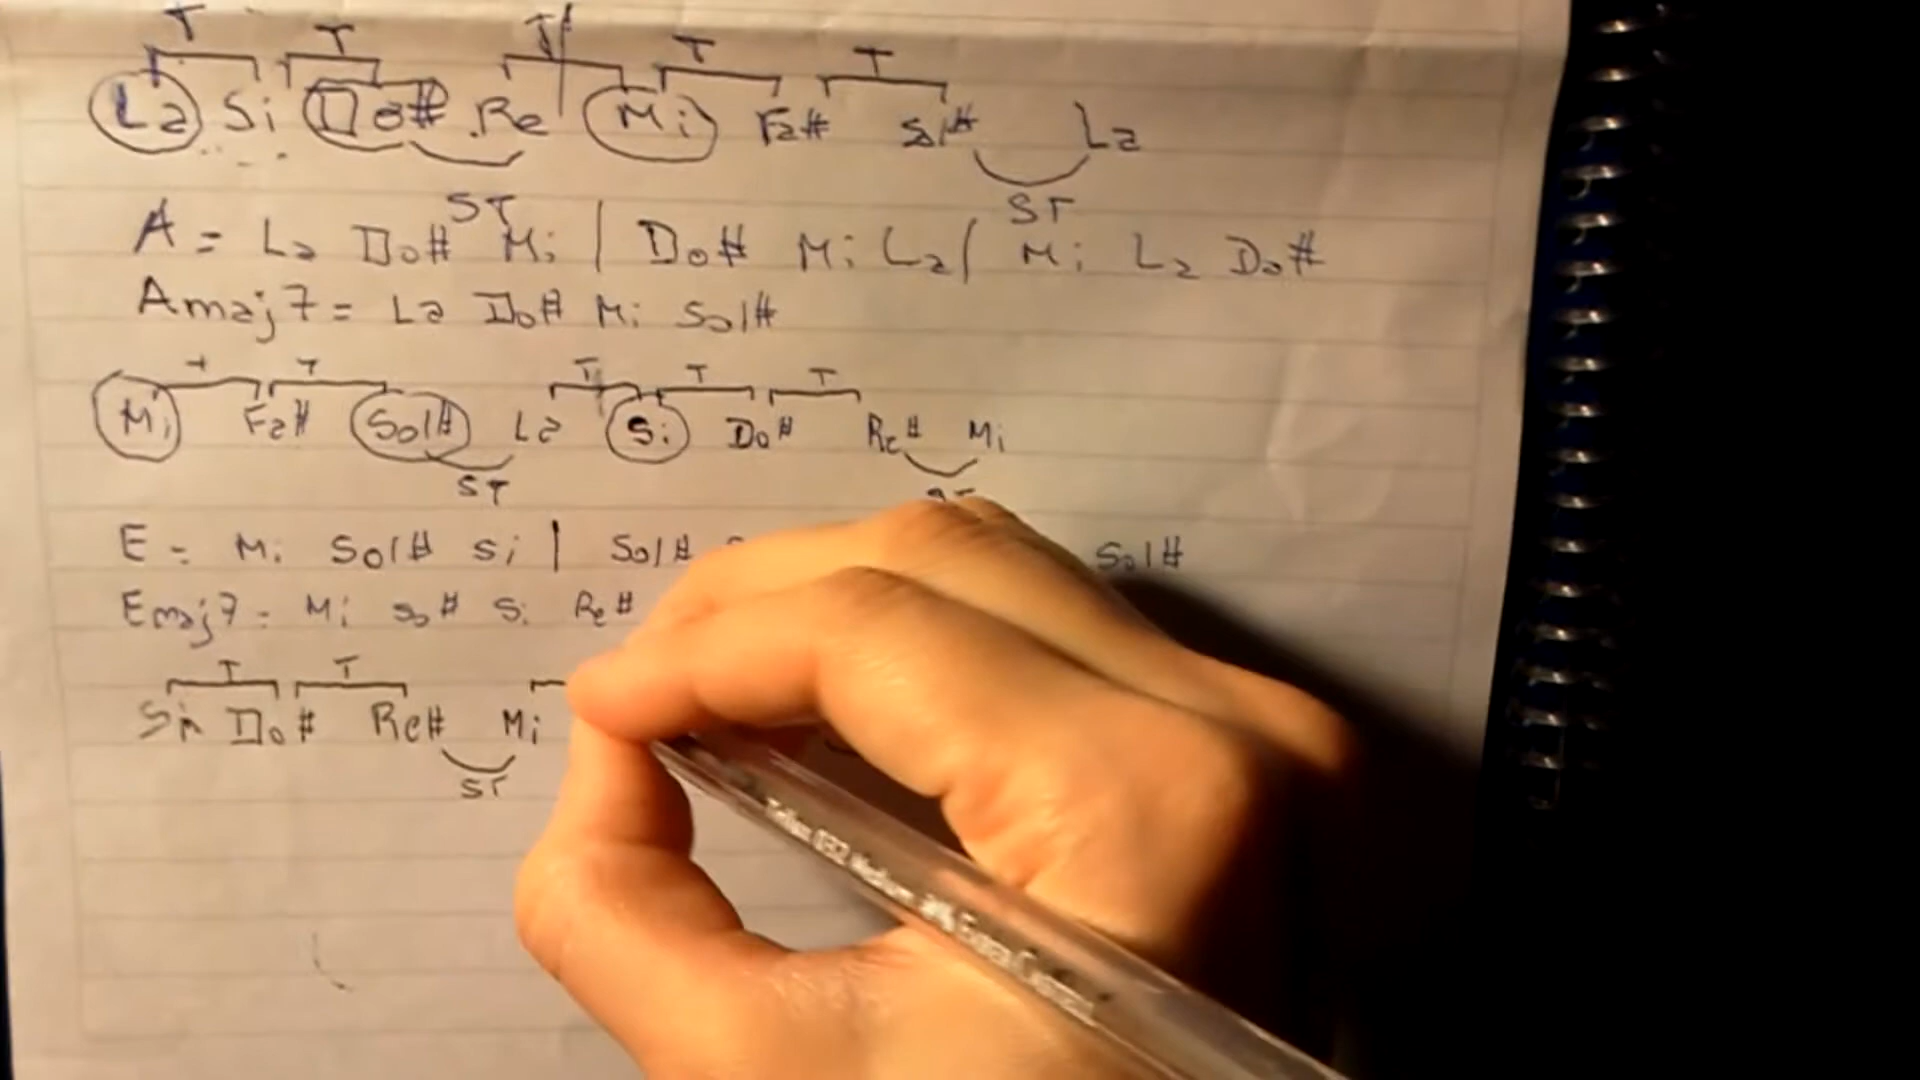 T T T T T
La Si Do# Re Mi Fa# Sol# La
ST ST
A = La Do# Mi | Do# Mi La | Mi La Do#
Amaj7 = La Do# Mi Sol#
T T T T T
Mi Fa# Sol# La Si Do# Re# Mi
ST ST
E = Mi Sol# Si | Sol# Sol#
Emaj7 = Mi So# Si Re#
T T
Si Do# Re# Mi
ST